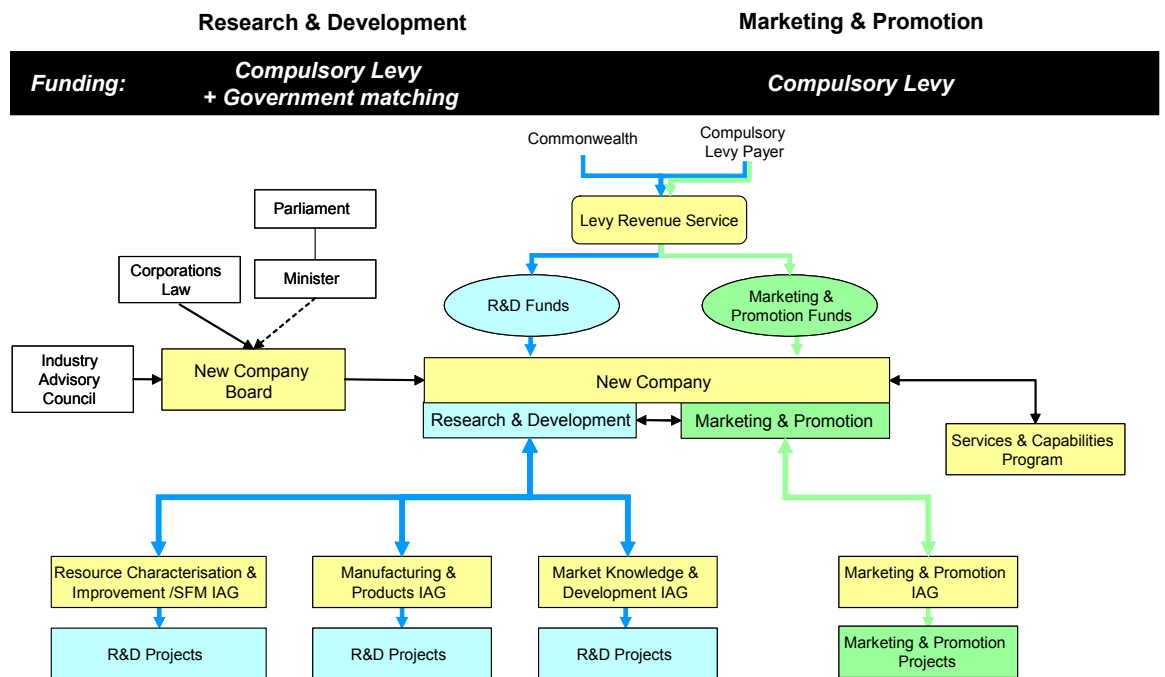 Research & Development
Marketing & Promotion
Funding:
Compulsory Levy
+ Government matching
Compulsory Levy
Commonwealth
Compulsory
Levy Payer
Parliament
Levy Revenue Service
Corporations
Law
Minister
R&D Funds
Marketing &
Promotion Funds
Industry
Advisory
Council
New Company
Board
New Company
Research & Development
Marketing & Promotion
Services & Capabilities
Program
Resource Characterisation &
Improvement /SFM IAG
Manufacturing &
Products IAG
Market Knowledge &
Development IAG
Marketing & Promotion
IAG
R&D Projects
R&D Projects
R&D Projects
Marketing & Promotion
Projects